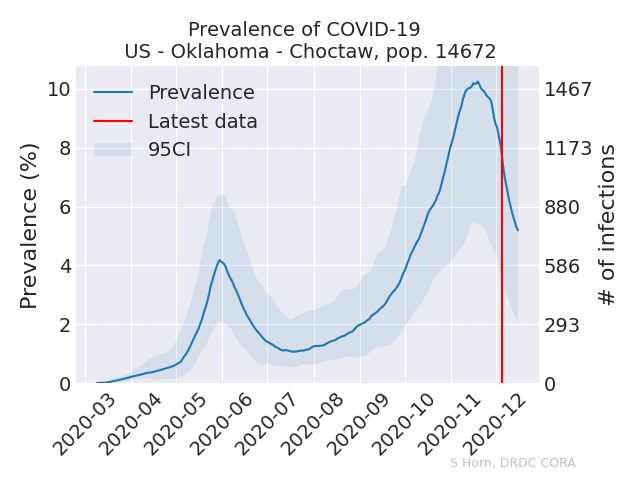 Prevalence of COVID-19
US - Oklahoma - Choctaw, pop. 14672
Prevalence
Latest data
95CI
Prevalence (%)
10
8
6
4
2
0
1467
1173
880
586
293
0
# of infections
2020-03
2020-04
2020-05
2020-06
2020-07
2020-08
2020-09
2020-10
2020-11
2020-12
S Horn, DRDC CORA